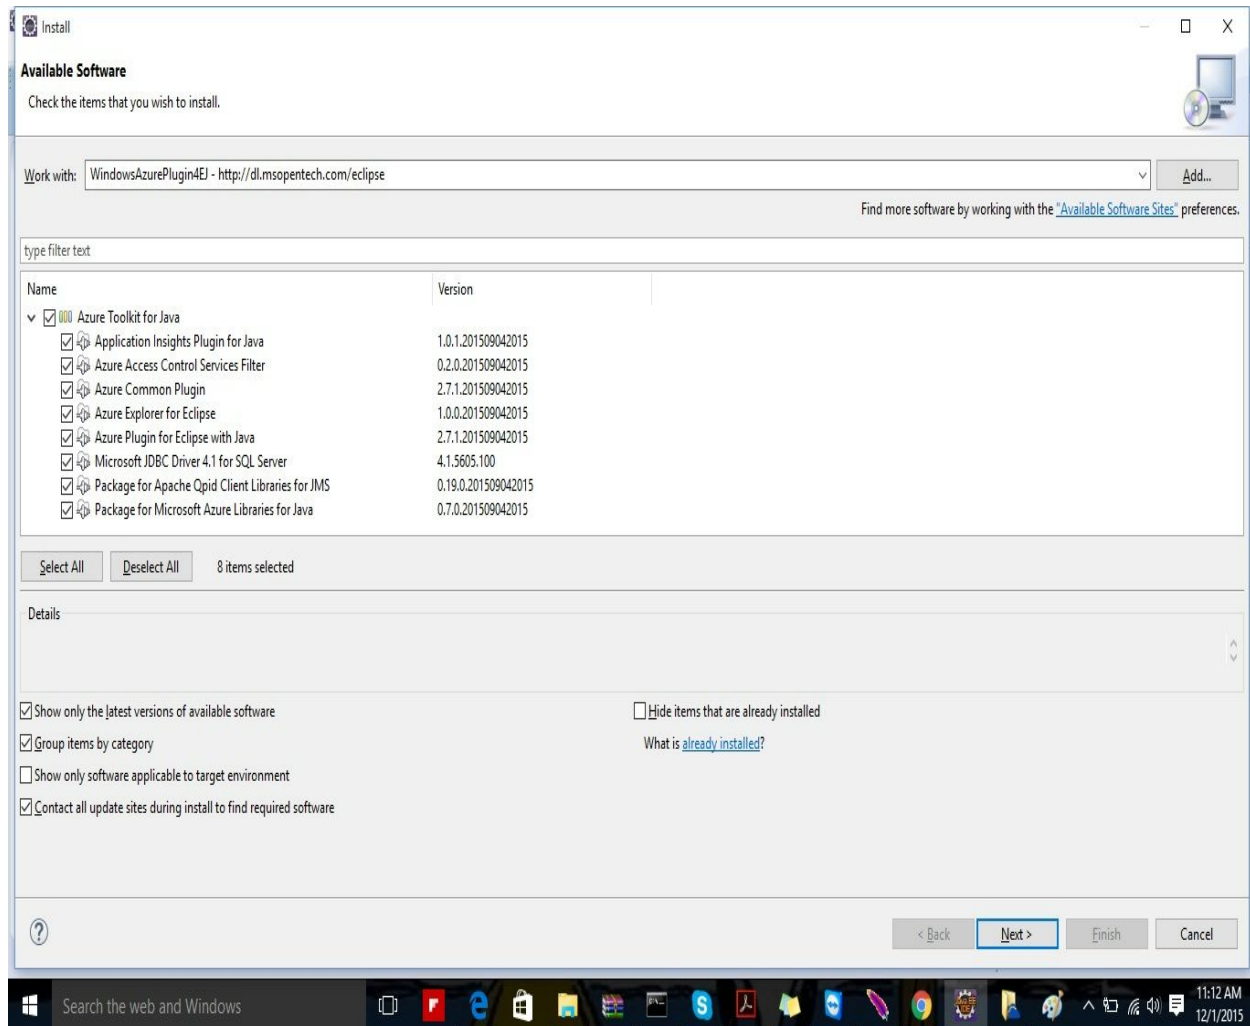 Install
Available Software
Check the items that you wish to install.
Work with: WindowsAzurePlugin4EJ - http://dl.msopentech.com/eclipse Add...
Find more software by working with the "Available Software Sites" preferences.
type filter text
Name Version
Azure Toolkit for Java
Application Insights Plugin for Java 1.0.1.201509042015
Azure Access Control Services Filter 0.2.0.201509042015
Azure Common Plugin 2.7.1.201509042015
Azure Explorer for Eclipse 1.0.0.201509042015
Azure Plugin for Eclipse with Java 2.7.1.201509042015
Microsoft JDBC Driver 4.1 for SQL Server 4.1.5605.100
Package for Apache Qpid Client Libraries for JMS 0.19.0.201509042015
Package for Microsoft Azure Libraries for Java 0.7.0.201509042015
Select All Deselect All 8 items selected
Details
Show only the latest versions of available software Hide items that are already installed
Group items by category What is already installed?
Show only software applicable to target environment
Contact all update sites during install to find required software
? < Back Next > Finish Cancel
Search the web and Windows 11:12 AM
12/1/2015